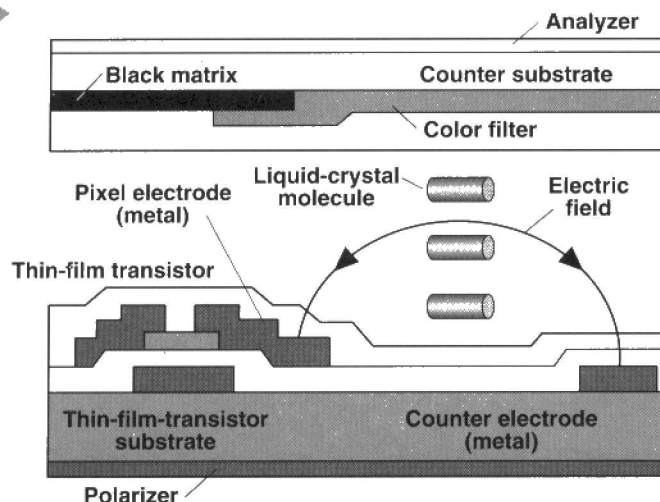 Analyzer
Black matrix
Counter substrate
Color filter
Liquid-crystal
molecule
Pixel electrode
(metal)
Electric
field
Thin-film transistor
Thin-film-transistor
substrate
Counter electrode
(metal)
Polarizer